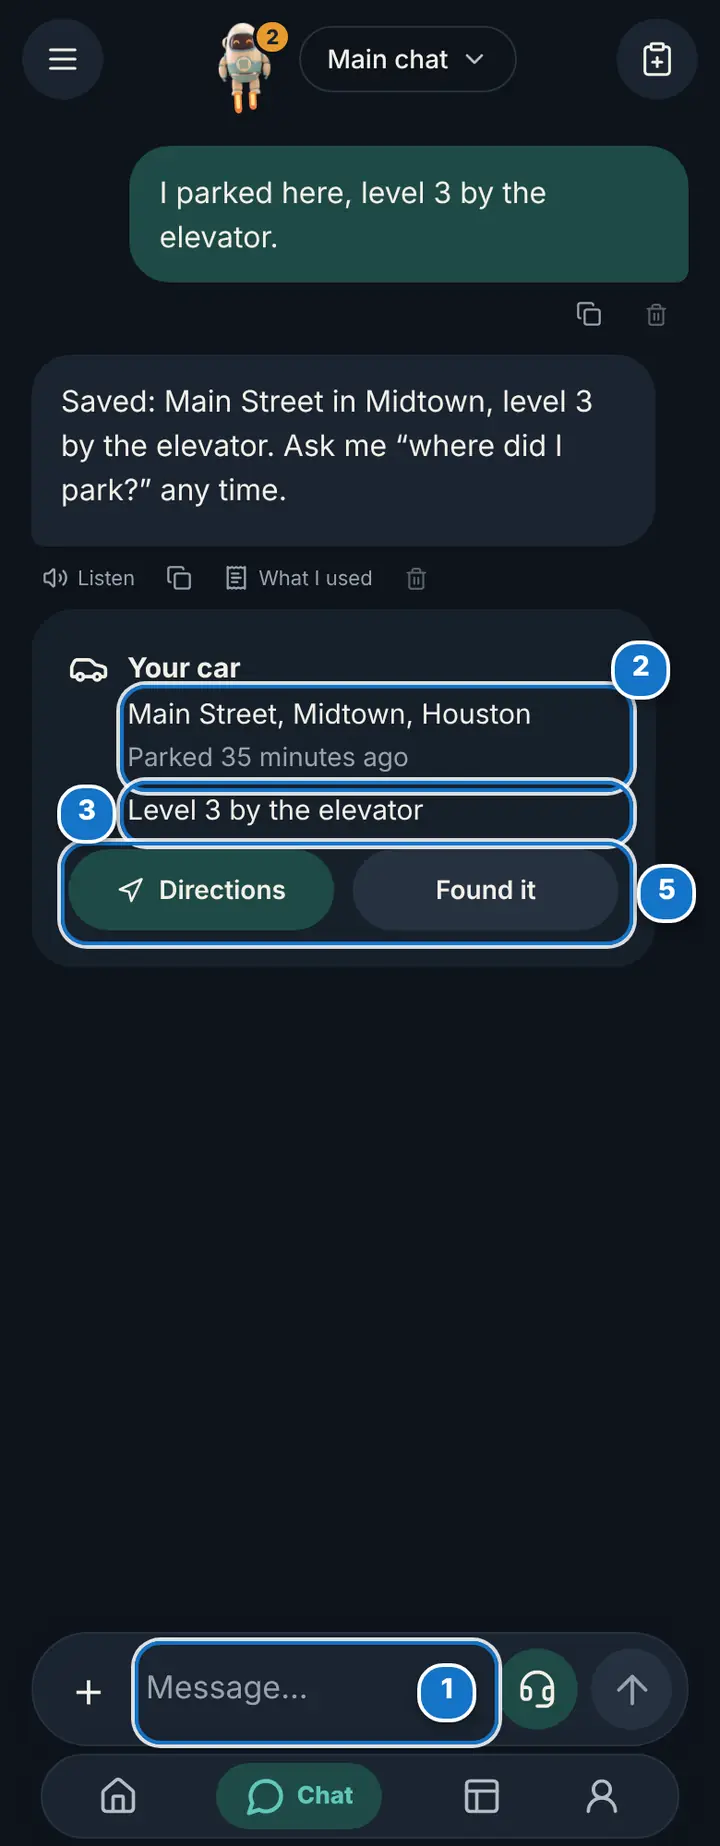 2
Main chat
I parked here, level 3 by the
elevator.
Saved: Main Street in Midtown, level 3
by the elevator. Ask me “where did I
park?” any time.
Listen
What I used
Your car
2
Main Street, Midtown, Houston
Parked 35 minutes ago
3
Level 3 by the elevator
Directions
Found it
5
Message...
1
Chat